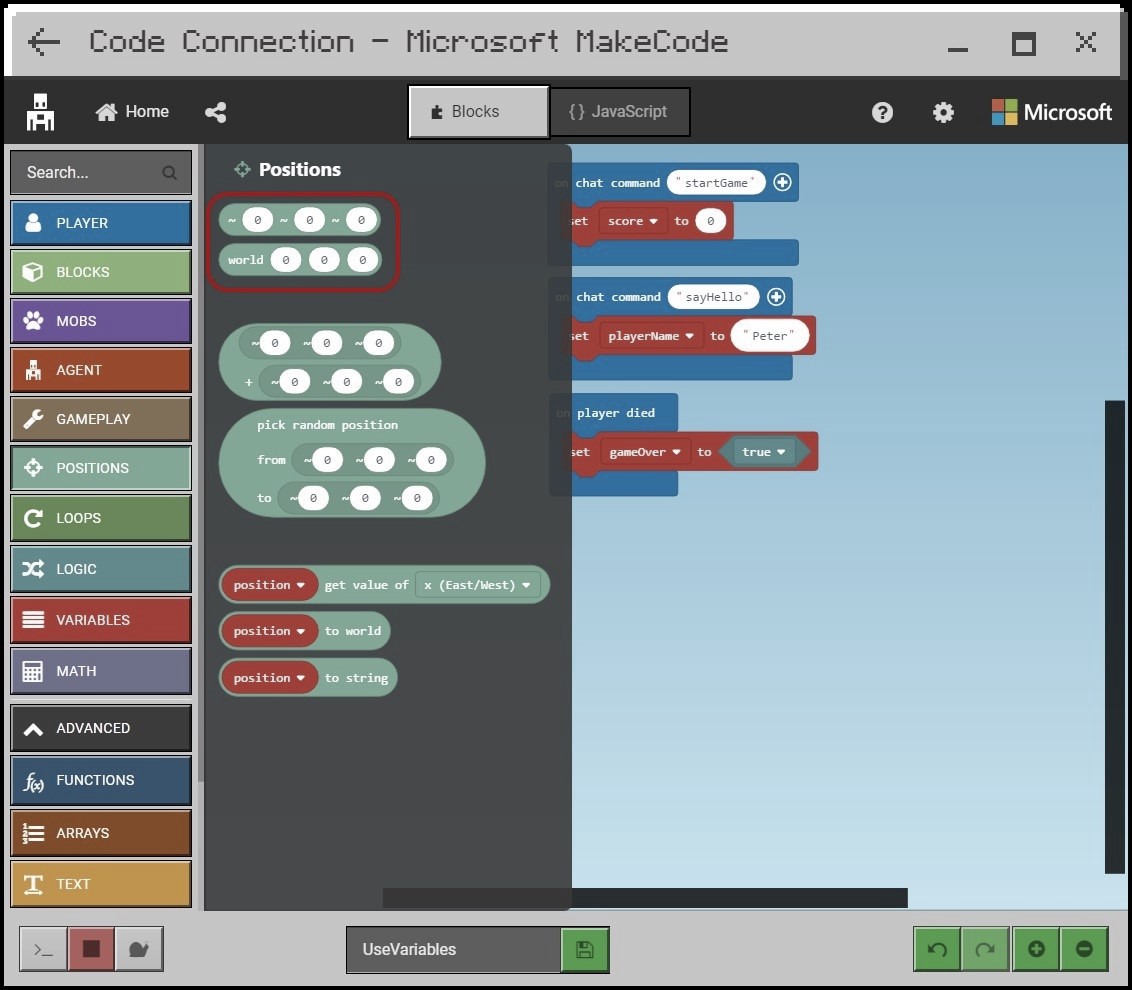 Code Connection - Microsoft MakeCode
Home
Blocks
{ } JavaScript
Microsoft
Search...
PLAYER
BLOCKS
MOBS
AGENT
GAMEPLAY
POSITIONS
LOOPS
LOGIC
VARIABLES
MATH
ADVANCED
FUNCTIONS
ARRAYS
TEXT
Positions
~ 0 ~ 0 ~ 0
world 0 0 0
~ 0 ~ 0 ~ 0
+ ~ 0 ~ 0 ~ 0
pick random position
from ~ 0 ~ 0 ~ 0
to ~ 0 ~ 0 ~ 0
position get value of x (East/West)
position to world
position to string
on chat command "startGame"
set score to 0
on chat command "sayHello"
set playerName to "Peter"
on player died
set gameOver to true
UseVariables